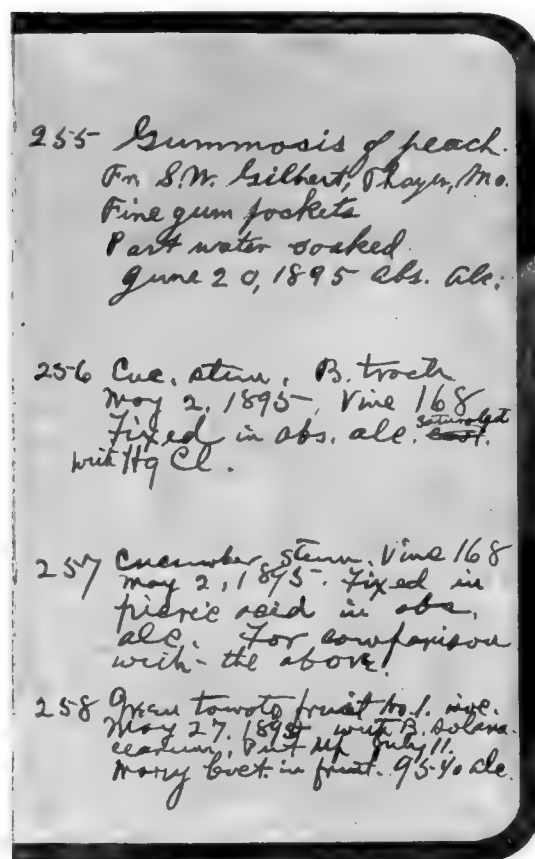 255 Gummosis of peach.
Fn S.W. Gilbert, Thayer, Mo.
Fine gum pockets
Part water soaked.
June 20, 1895 abs. alc.
256 Cuc. stem. B. trach
May 2, 1895, Vine 168
Fixed in abs. alc. saturated
with Hg Cl.
257 Cucumber stem. Vine 168
May 2, 1895. Fixed in
picric acid in abs.
alc. For comparison
with the above!
258 Green tomato fruit No. 1. inoc.
May 27, 1895, with B. Solana-
cearum, Put up July 11.
Many bact. in fruit. 95% alc.